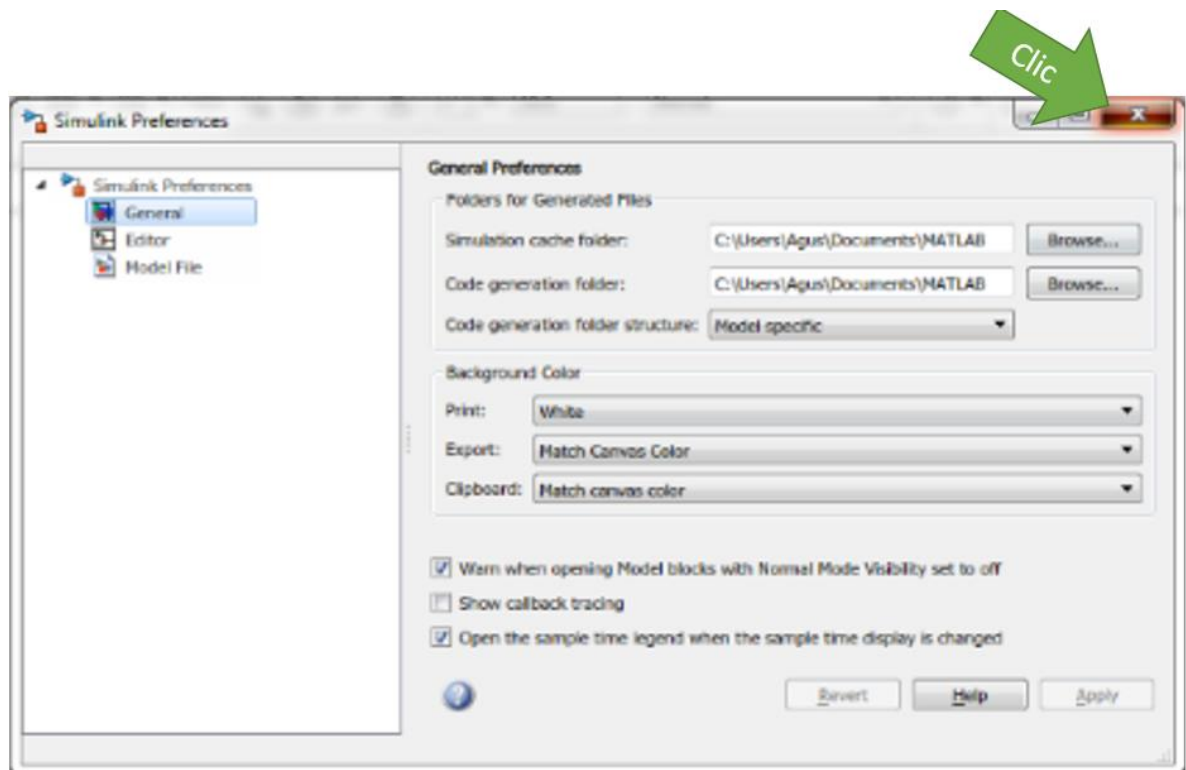 Clic
Simulink Preferences
Simulink Preferences
General
Editor
Model File
General Preferences
Folders for Generated Files
Simulation cache folder: C:\Users\Agus\Documents\MATLAB Browse...
Code generation folder: C:\Users\Agus\Documents\MATLAB Browse...
Code generation folder structure: Model specific
Background Color
Print: White
Export: Match Canvas Color
Clipboard: Match canvas color
Warn when opening Model blocks with Normal Mode Visibility set to off
Show callback tracing
Open the sample time legend when the sample time display is changed
Revert Help Apply